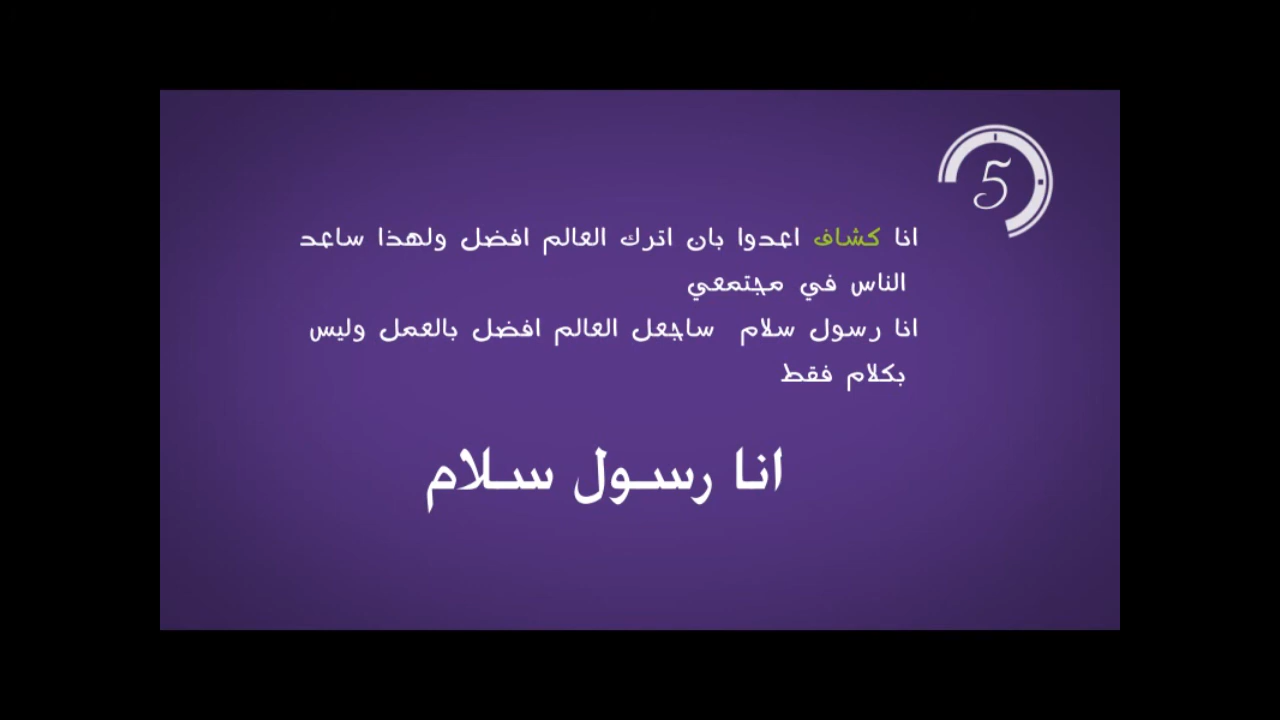 5
انا كشاف اعدوا بان اترك العالم افضل ولهذا ساعد
الناس في مجتمعي
انا رسول سلام ساجعل العالم افضل بالعمل وليس
بكلام فقط
انا رسول سلام